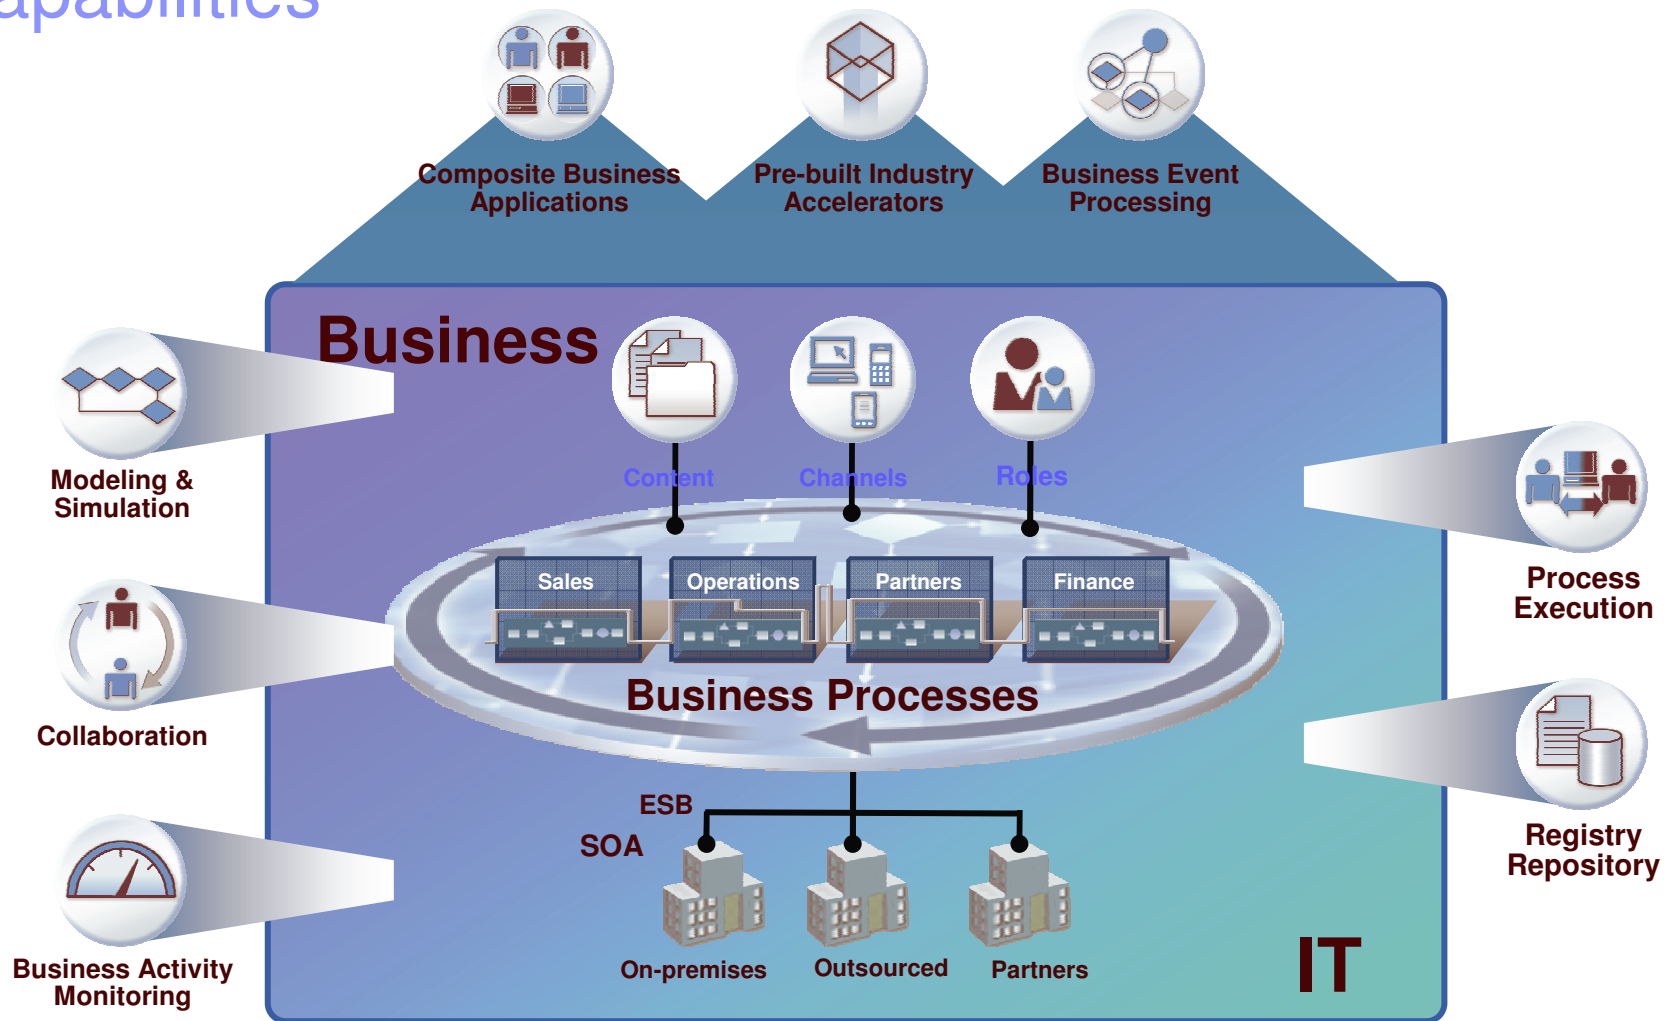 Composite Business
Applications
Pre-built Industry
Accelerators
Business Event
Processing
Business
Modeling &
Simulation
Content
Channels
Roles
Process
Execution
Sales
Operations
Partners
Finance
Business Processes
Collaboration
ESB
SOA
Registry
Repository
On-premises
Outsourced
Partners
IT
Business Activity
Monitoring